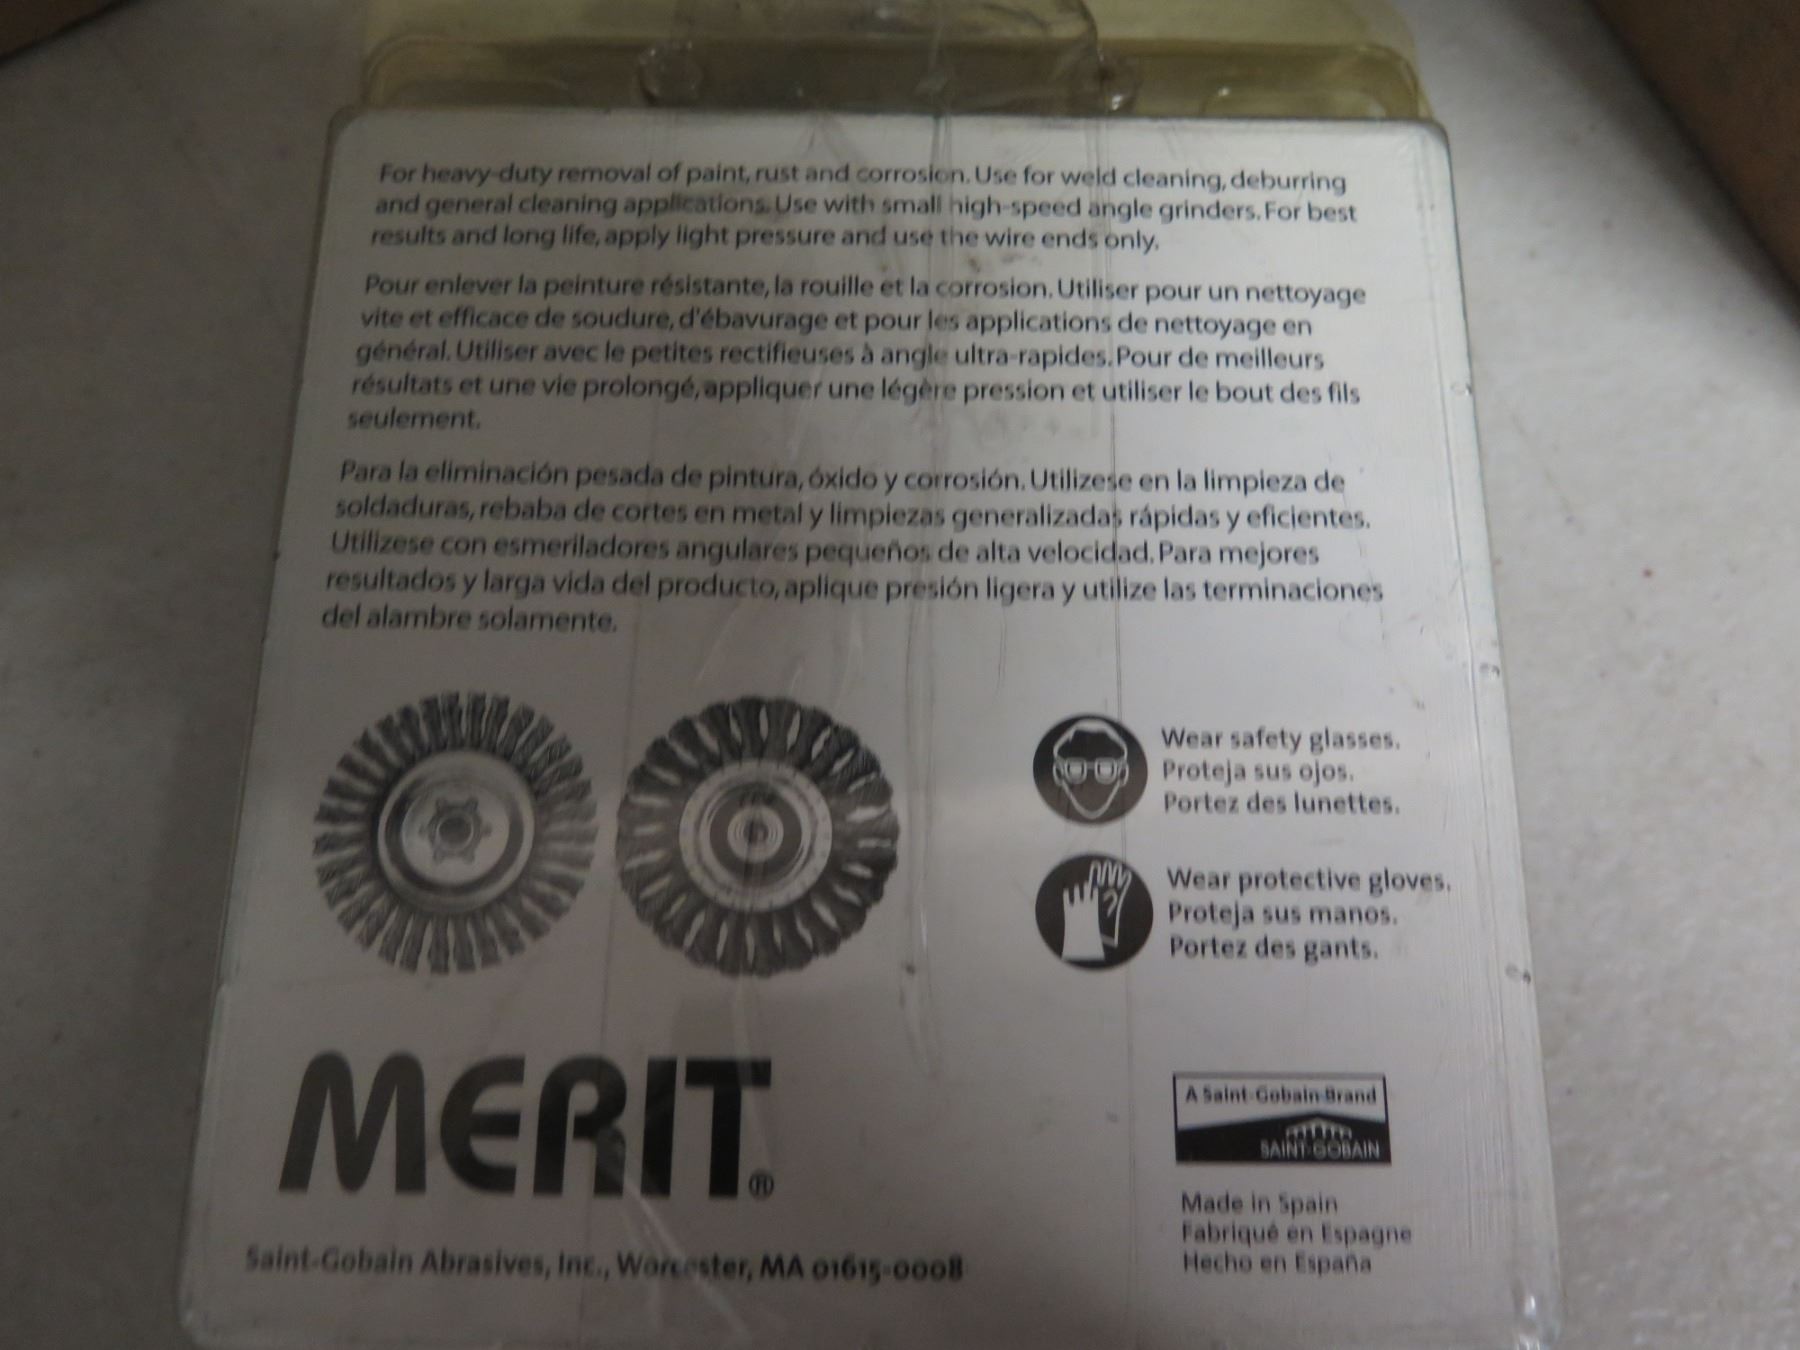 For heavy-duty removal of paint, rust and corrosion. Use for weld cleaning, deburring
and general cleaning applications. Use with small high-speed angle grinders. For best
results and long life, apply light pressure and use the wire ends only.
Pour enlever la peinture résistante, la rouille et la corrosion. Utiliser pour un nettoyage
vite et efficace de soudure, d'ébavurage et pour les applications de nettoyage en
général. Utiliser avec le petites rectifieuses à angle ultra-rapides. Pour de meilleurs
résultats et une vie prolongé, appliquer une légère pression et utiliser le bout des fils
seulement.
Para la eliminación pesada de pintura, óxido y corrosión. Utilizese en la limpieza de
soldaduras, rebaba de cortes en metal y limpiezas generalizadas rápidas y eficientes.
Utilizese con esmeriladores angulares pequeños de alta velocidad. Para mejores
resultados y larga vida del producto, aplique presión ligera y utilize las terminaciones
del alambre solamente.
Wear safety glasses.
Proteja sus ojos.
Portez des lunettes.
Wear protective gloves.
Proteja sus manos.
Portez des gants.
MERIT®
Saint-Gobain Abrasives, Inc., Worcester, MA 01615-0008
A Saint-Gobain Brand
SAINT-GOBAIN
Made in Spain
Fabriqué en Espagne
Hecho en España